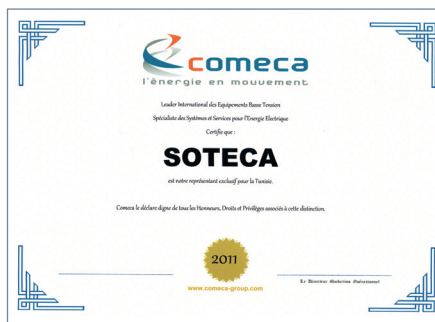 comeca
l'énergie en mouvement
Leader International des Equipements Basse Tension
Spécialiste des Systèmes et Services pour l'Energie Electrique
Certifie que :
SOTECA
est notre représentant exclusif pour la Tunisie.
Comeca le déclare digne de tous les Honneurs, Droits et Privilèges associés à cette distinction.
2011
www.comeca-group.com
Le Directeur